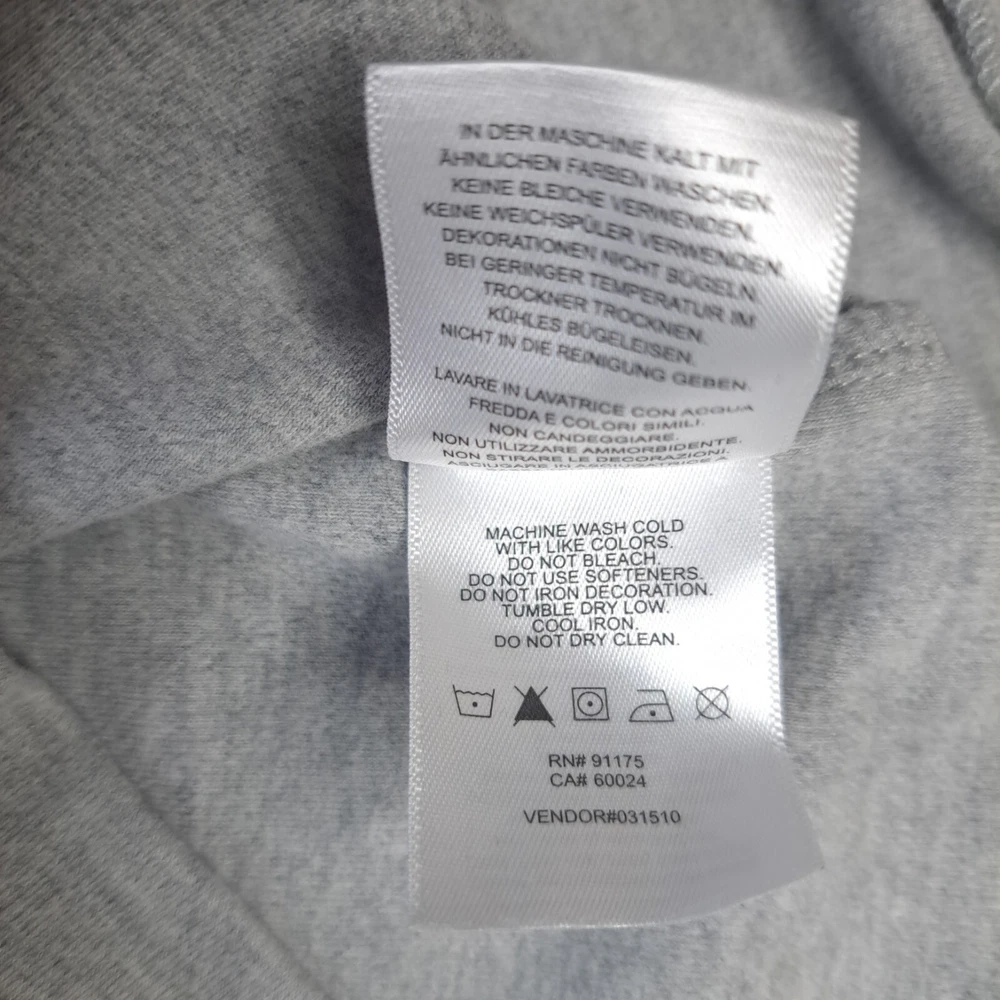 IN DER MASCHINE KALT MIT
ÄHNLICHEN FARBEN WASCHEN.
KEINE BLEICHE VERWENDEN.
KEINE WEICHSPÜLER VERWENDEN.
DEKORATIONEN NICHT BÜGELN.
BEI GERINGER TEMPERATUR IM
TROCKNER TROCKNEN.
KÜHLES BÜGELEISEN.
NICHT IN DIE REINIGUNG GEBEN.
LAVARE IN LAVATRICE CON ACQUA
FREDDA E COLORI SIMILI.
NON CANDEGGIARE.
NON UTILIZZARE AMMORBIDENTE.
NON STIRARE LE DECORAZIONI.
ASCIUGARE IN ASCIUGATRICE A
MACHINE WASH COLD
WITH LIKE COLORS.
DO NOT BLEACH.
DO NOT USE SOFTENERS.
DO NOT IRON DECORATION.
TUMBLE DRY LOW.
COOL IRON.
DO NOT DRY CLEAN.
RN# 91175
CA# 60024
VENDOR#031510